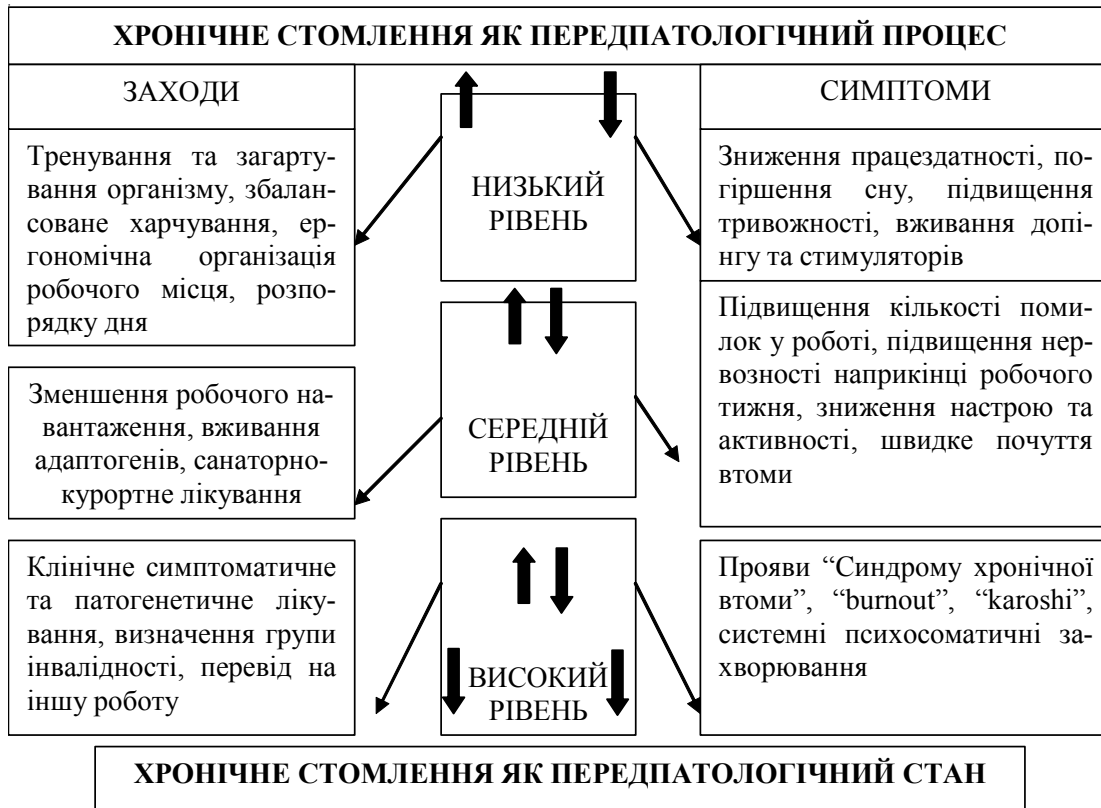 ХРОНІЧНЕ СТОМЛЕННЯ ЯК ПЕРЕДПАТОЛОГІЧНИЙ ПРОЦЕС
ЗАХОДИ
Тренування та загарту-
вання організму, збалан-
соване харчування, ер-
гономічна організація
робочого місця, розпо-
рядку дня
Зменшення робочого на-
вантаження, вживання
адаптогенів, санаторно-
курортне лікування
Клінічне симптоматичне
та патогенетичне ліку-
вання, визначення групи
інвалідності, перевід на
іншу роботу
НИЗЬКИЙ
РІВЕНЬ
СЕРЕДНІЙ
РІВЕНЬ
ВИСОКИЙ
РІВЕНЬ
СИМПТОМИ
Зниження працездатності, по-
гіршення сну, підвищення
тривожності, вживання допі-
нгу та стимуляторів
Підвищення кількості поми-
лок у роботі, підвищення нер-
возності наприкінці робочого
тижня, зниження настрою та
активності, швидке почуття
втоми
Прояви “Синдрому хронічної
втоми”, “burnout”, “karoshi”,
системні психосоматичні за-
хворювання
ХРОНІЧНЕ СТОМЛЕННЯ ЯК ПЕРЕДПАТОЛОГІЧНИЙ СТАН